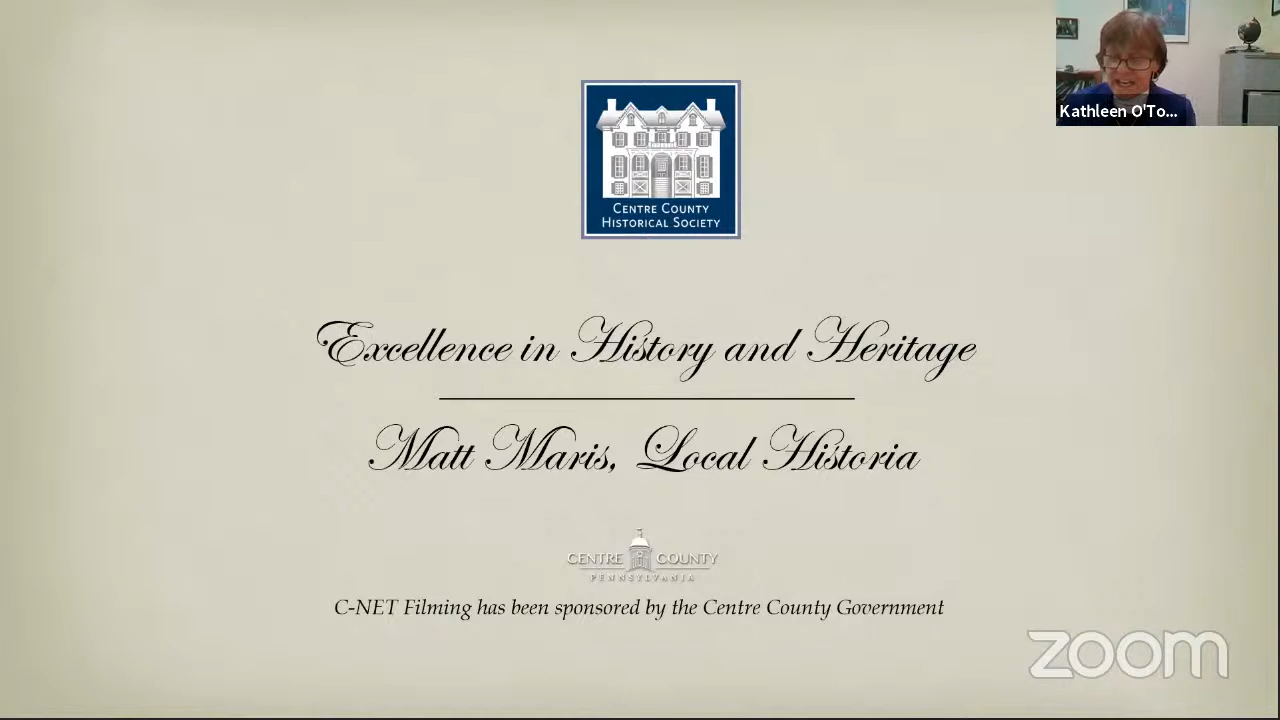 Kathleen O'To...
CENTRE COUNTY
HISTORICAL SOCIETY
Excellence in History and Heritage
Matt Maris, Local Historia
CENTRE COUNTY
PENNSYLVANIA
C-NET Filming has been sponsored by the Centre County Government
zoom